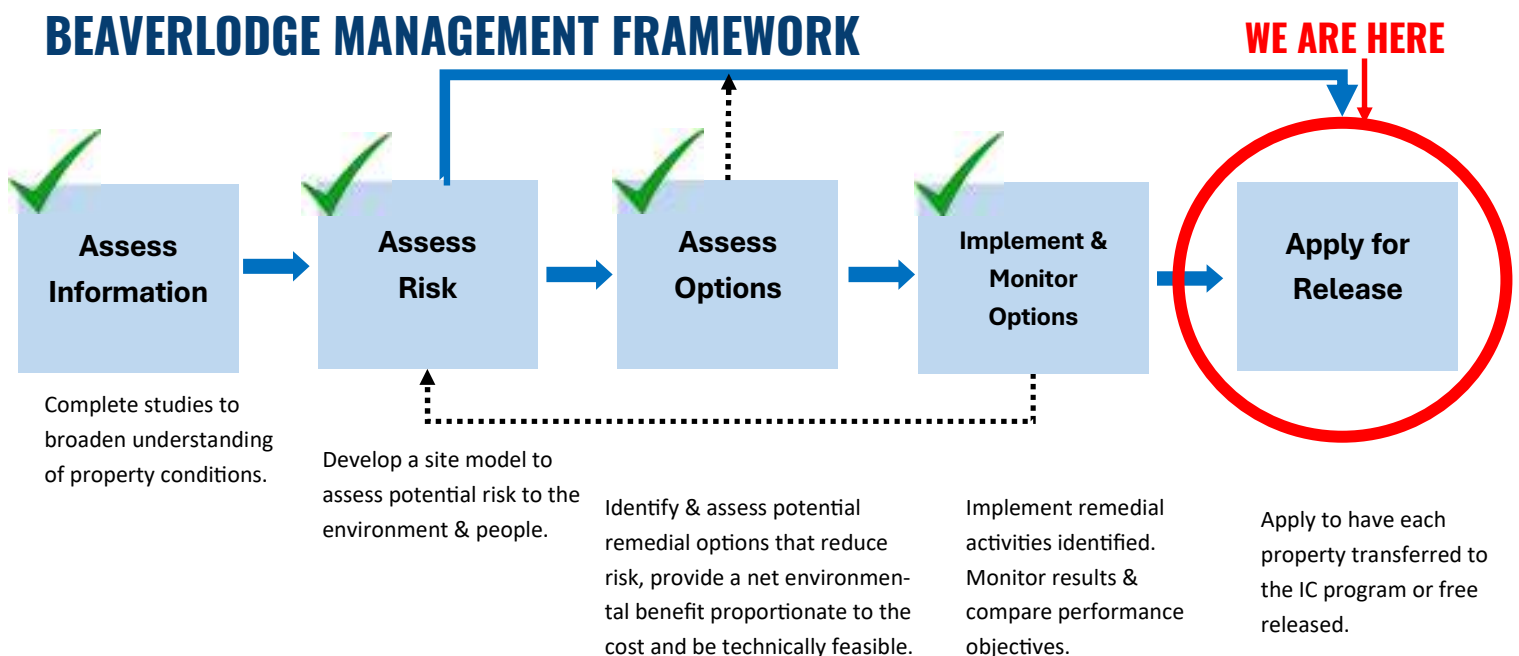 BEAVERLODGE MANAGEMENT FRAMEWORK
WE ARE HERE
Assess
Information
Assess
Risk
Assess
Options
Implement &
Monitor
Options
Apply for
Release
Complete studies to
broaden understanding
of property conditions.
Develop a site model to
assess potential risk to the
environment & people.
Identify & assess potential
remedial options that reduce
risk, provide a net environmen-
tal benefit proportionate to the
cost and be technically feasible.
Implement remedial
activities identified.
Monitor results &
compare performance
objectives.
Apply to have each
property transferred to
the IC program or free
released.